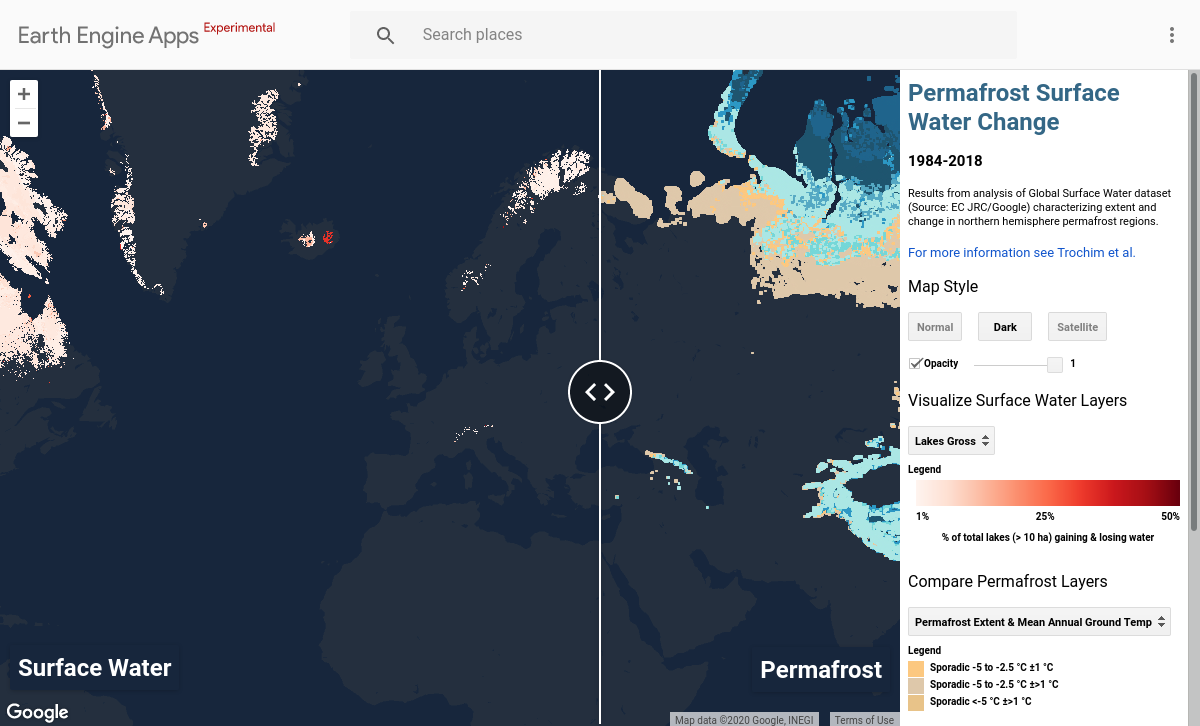 Earth Engine Apps Experimental
Search places
+
−
Permafrost Surface
Water Change
1984-2018
Results from analysis of Global Surface Water dataset
(Source: EC JRC/Google) characterizing extent and
change in northern hemisphere permafrost regions.
For more information see Trochim et al.
Map Style
Normal Dark Satellite
Opacity 1
Visualize Surface Water Layers
Lakes Gross
Legend
1% 25% 50%
% of total lakes (> 10 ha) gaining & losing water
Compare Permafrost Layers
Permafrost Extent & Mean Annual Ground Temp
Legend
Sporadic -5 to -2.5 °C ±1 °C
Sporadic -5 to -2.5 °C ±>1 °C
Sporadic <-5 °C ±>1 °C
Surface Water
Permafrost
Google
Map data ©2020 Google, INEGI
Terms of Use